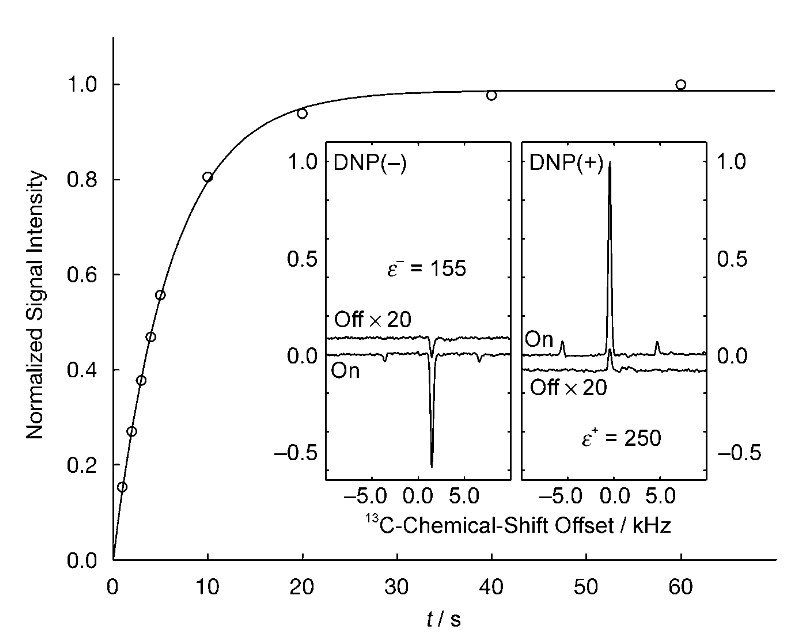 Normalized Signal Intensity
1.0
0.8
0.6
0.4
0.2
0.0
0 10 20 30 40 50 60
t / s
DNP(–)
ε⁻ = 155
Off × 20
On
1.0
0.5
0.0
–0.5
–5.0 0.0 5.0
DNP(+)
On
Off × 20
ε⁺ = 250
1.0
0.5
0.0
–0.5
–5.0 0.0 5.0
¹³C-Chemical-Shift Offset / kHz